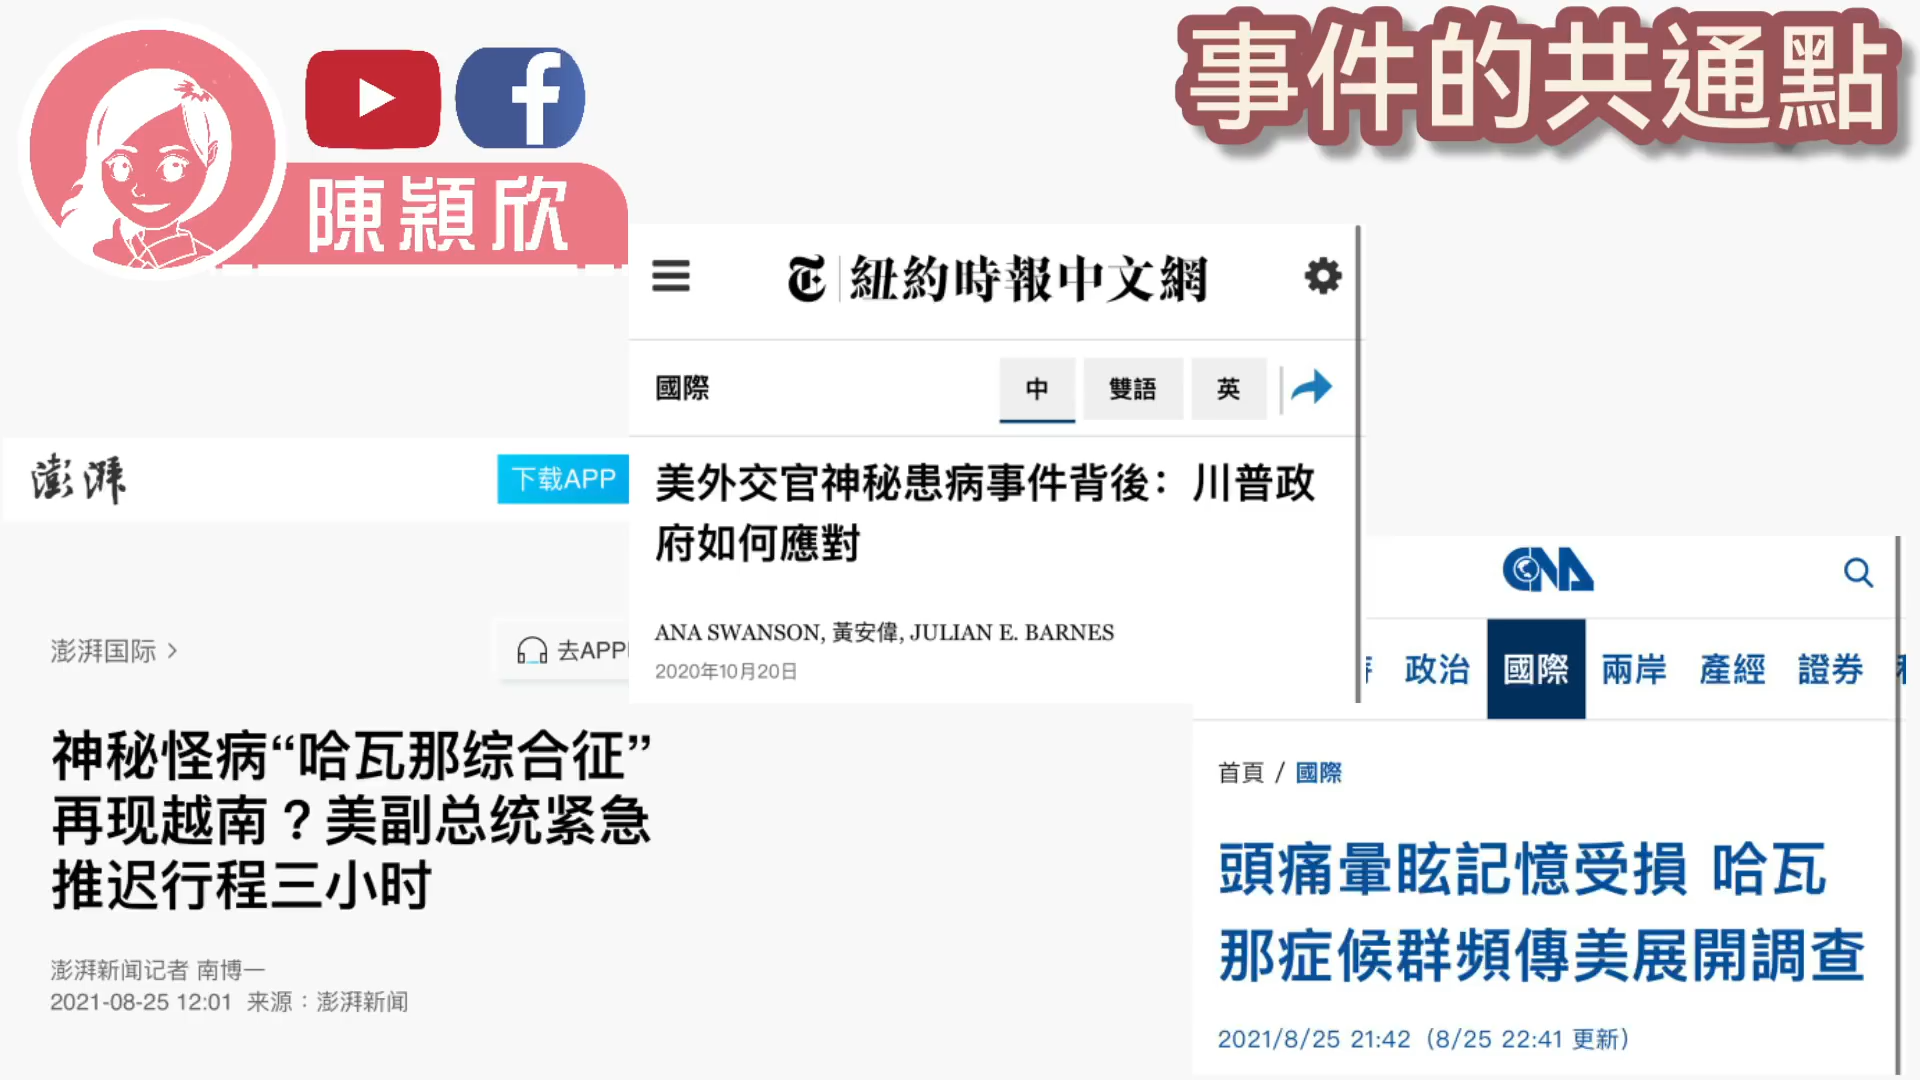 事件的共通點
陳穎欣
紐約時報中文網
國際
中
雙語
英
美外交官神秘患病事件背後：川普政
府如何應對
ANA SWANSON, 黃安偉, JULIAN E. BARNES
2020年10月20日
澎湃
下载APP
澎湃国际
去APP
神秘怪病“哈瓦那综合征”
再现越南？美副总统紧急
推迟行程三小时
澎湃新闻记者 南博一
2021-08-25 12:01 来源：澎湃新闻
CNA
政治
國際
兩岸
產經
證券
首頁 / 國際
頭痛暈眩記憶受損 哈瓦
那症候群頻傳美展開調查
2021/8/25 21:42（8/25 22:41 更新）